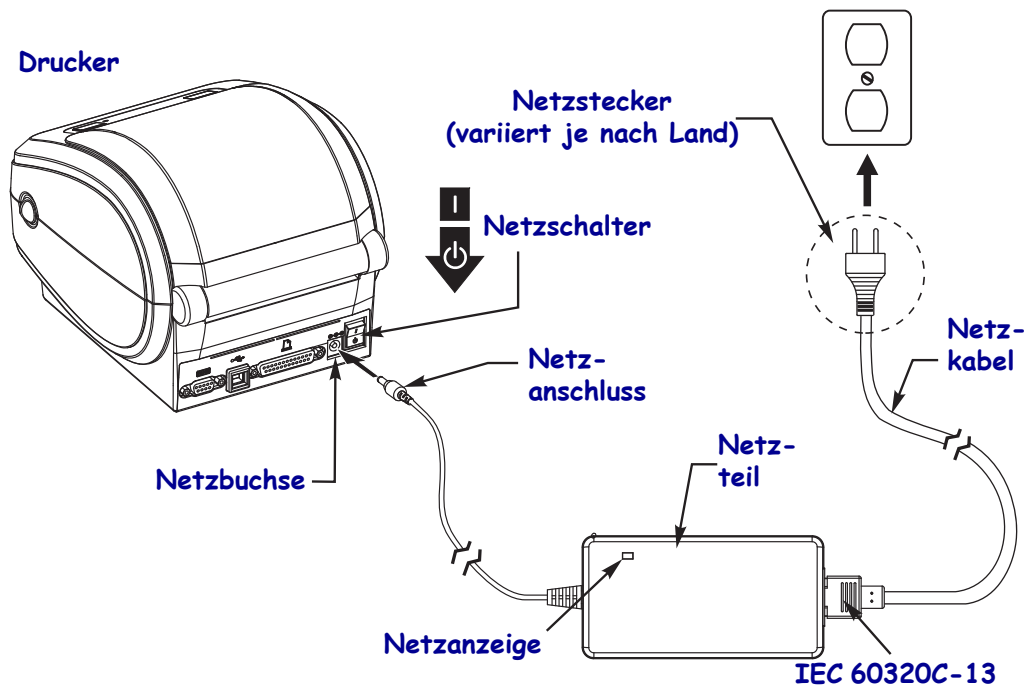 Drucker
Netzstecker
(variiert je nach Land)
Netzschalter
Netz-
anschluss
Netz-
kabel
Netzbuchse
Netz-
teil
Netzanzeige
IEC 60320C-13